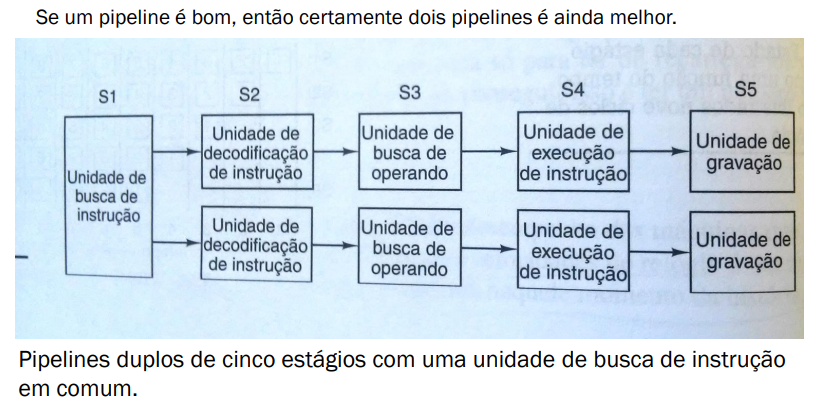 Se um pipeline é bom, então certamente dois pipelines é ainda melhor.
S1
S2
S3
S4
S5
Unidade de
busca de
instrução
Unidade de
decodificação
de instrução
Unidade de
busca de
operando
Unidade de
execução
de instrução
Unidade de
gravação
Unidade de
decodificação
de instrução
Unidade de
busca de
operando
Unidade de
execução
de instrução
Unidade de
gravação
Pipelines duplos de cinco estágios com uma unidade de busca de instrução
em comum.